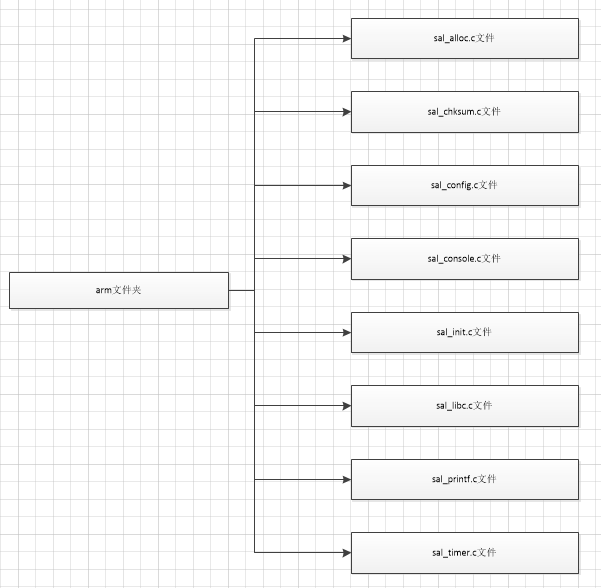 sal_alloc.c文件
sal_chksum.c文件
sal_config.c文件
sal_console.c文件
arm文件夹
sal_init.c文件
sal_libc.c文件
sal_printf.c文件
sal_timer.c文件